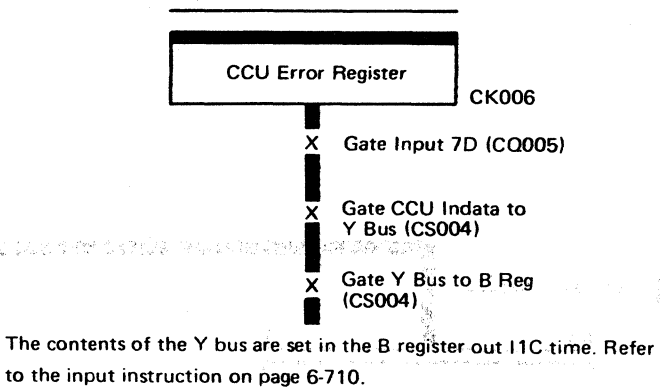 CCU Error Register
CK006
X Gate Input 7D (CQ005)
X Gate CCU Indata to
Y Bus (CS004)
X Gate Y Bus to B Reg
(CS004)
The contents of the Y bus are set in the B register out I1C time. Refer
to the input instruction on page 6-710.